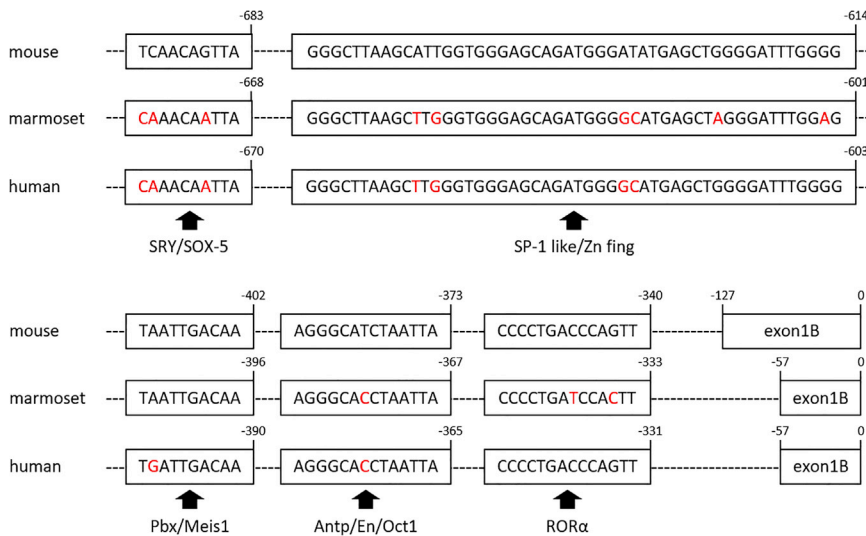 -683 -614
mouse TCAACAGTTA GGGCTTAAGCATTGGTGGGAGCAGATGGGATATGAGCTGGGGATTTGGGG
-668 -601
marmoset CAAACAATTA GGGCTTAAGCTTGGGTGGGAGCAGATGGGGCATGAGCTAGGGATTTGGAG
-670 -603
human CAAACAATTA GGGCTTAAGCTTGGGTGGGAGCAGATGGGGCATGAGCTGGGGATTTGGGG
SRY/SOX-5 SP-1 like/Zn fing
-402 -373 -340 -127 0
mouse TAATTGACAA AGGGCATCTAATTA CCCCTGACCCAGTT exon1B
-396 -367 -333 -57 0
marmoset TAATTGACAA AGGGCACCTAATTA CCCCTGATCCACTT exon1B
-390 -365 -331 -57 0
human TGATTGACAA AGGGCACCTAATTA CCCCTGACCCAGTT exon1B
Pbx/Meis1 Antp/En/Oct1 RORα